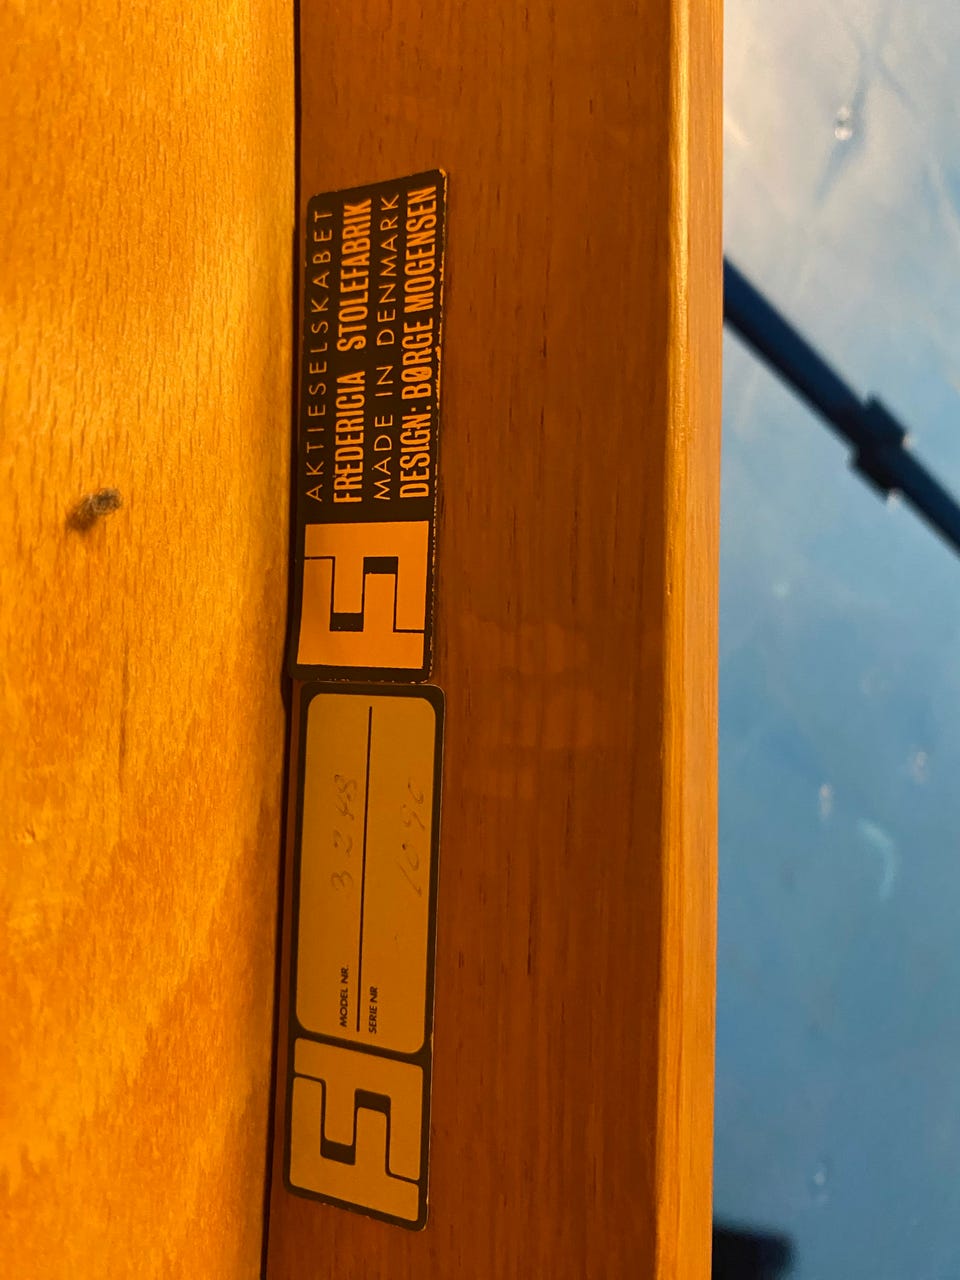 AKTIESELSKABET
FREDERICIA STOLEFABRIK
MADE IN DENMARK
DESIGN: BØRGE MOGENSEN
MODEL NR. 3248
SERIE NR